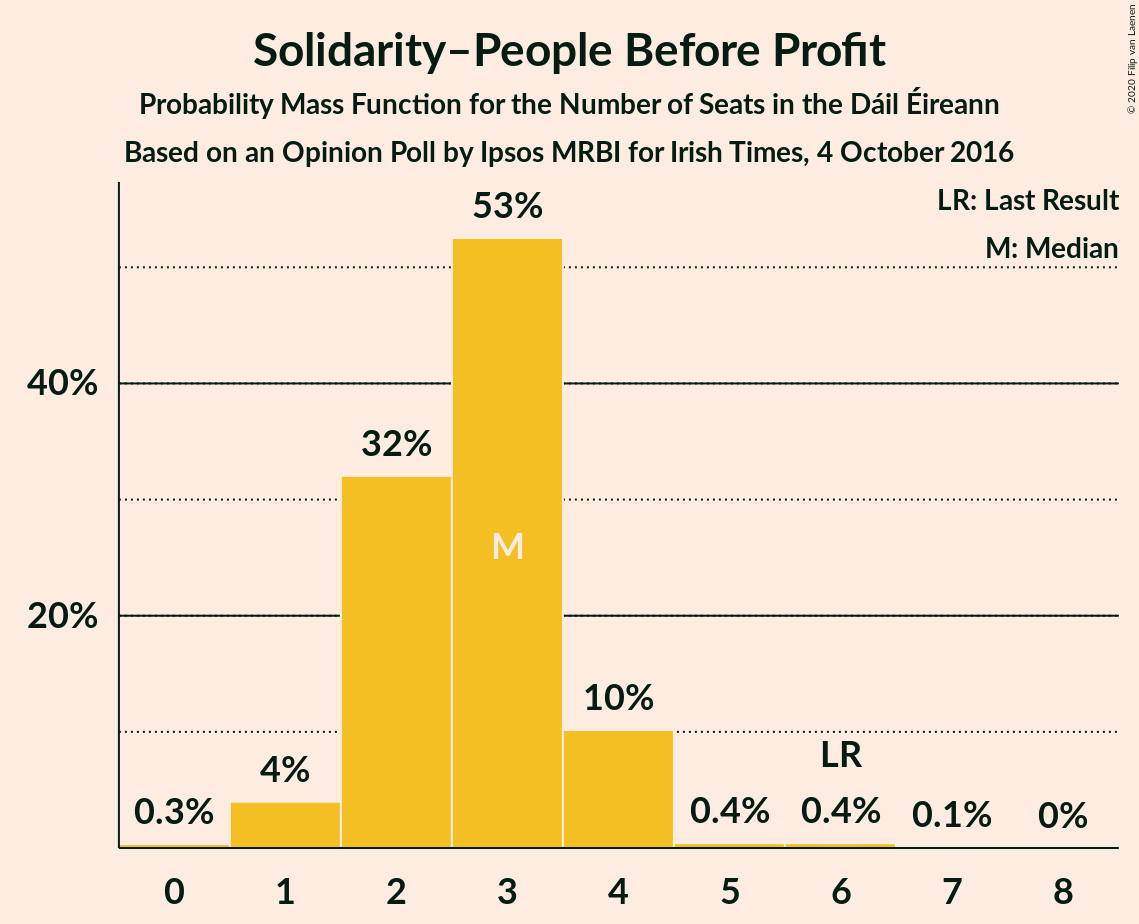 Solidarity–People Before Profit
Probability Mass Function for the Number of Seats in the Dáil Éireann
Based on an Opinion Poll by Ipsos MRBI for Irish Times, 4 October 2016
© 2020 Filip van Laenen
LR: Last Result
M: Median
53%
40%
32%
M
20%
10%
LR
4%
0.3%
0.4%
0.4%
0.1%
0%
0 1 2 3 4 5 6 7 8